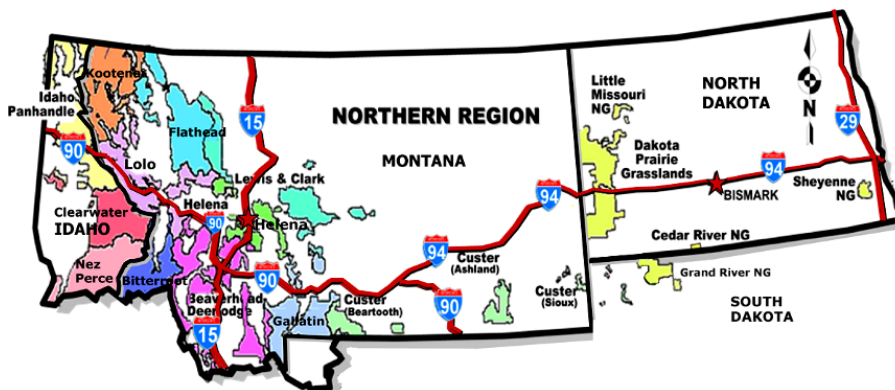 Kootenai
Idaho
Panhandle
90
Lolo
Flathead
15
NORTHERN REGION
MONTANA
Lewis & Clark
Helena
90
Helena
Clearwater
IDAHO
Nez
Perce
Bitterroot
Beaverhead
Deerlodge
15
90
Gallatin
Custer
(Beartooth)
94
Custer
(Ashland)
90
94
Custer
(Sioux)
Little
Missouri
NG
NORTH
DAKOTA
N
29
Dakota
Prairie
Grasslands
94
BISMARK
Sheyenne
NG
Cedar River NG
Grand River NG
SOUTH
DAKOTA